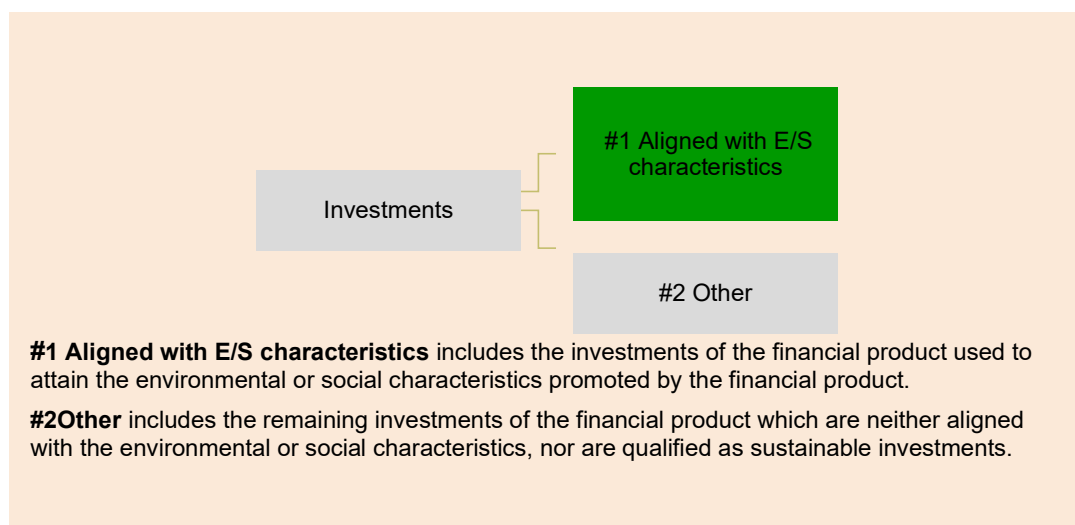 #1 Aligned with E/S
characteristics
Investments
#2 Other
#1 Aligned with E/S characteristics includes the investments of the financial product used to
attain the environmental or social characteristics promoted by the financial product.
#2Other includes the remaining investments of the financial product which are neither aligned
with the environmental or social characteristics, nor are qualified as sustainable investments.